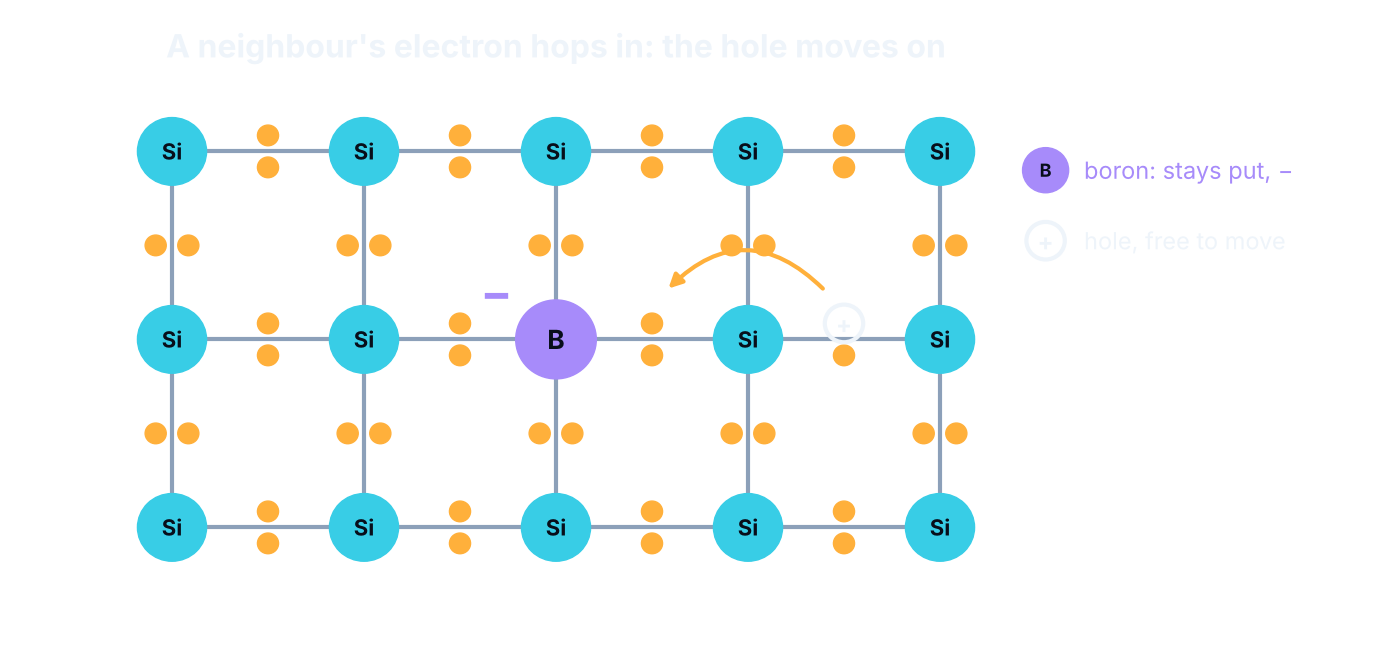 A neighbour's electron hops in: the hole moves on
Si Si Si Si Si
B boron: stays put, −
+ hole, free to move
−
+
Si Si B Si Si
Si Si Si Si Si